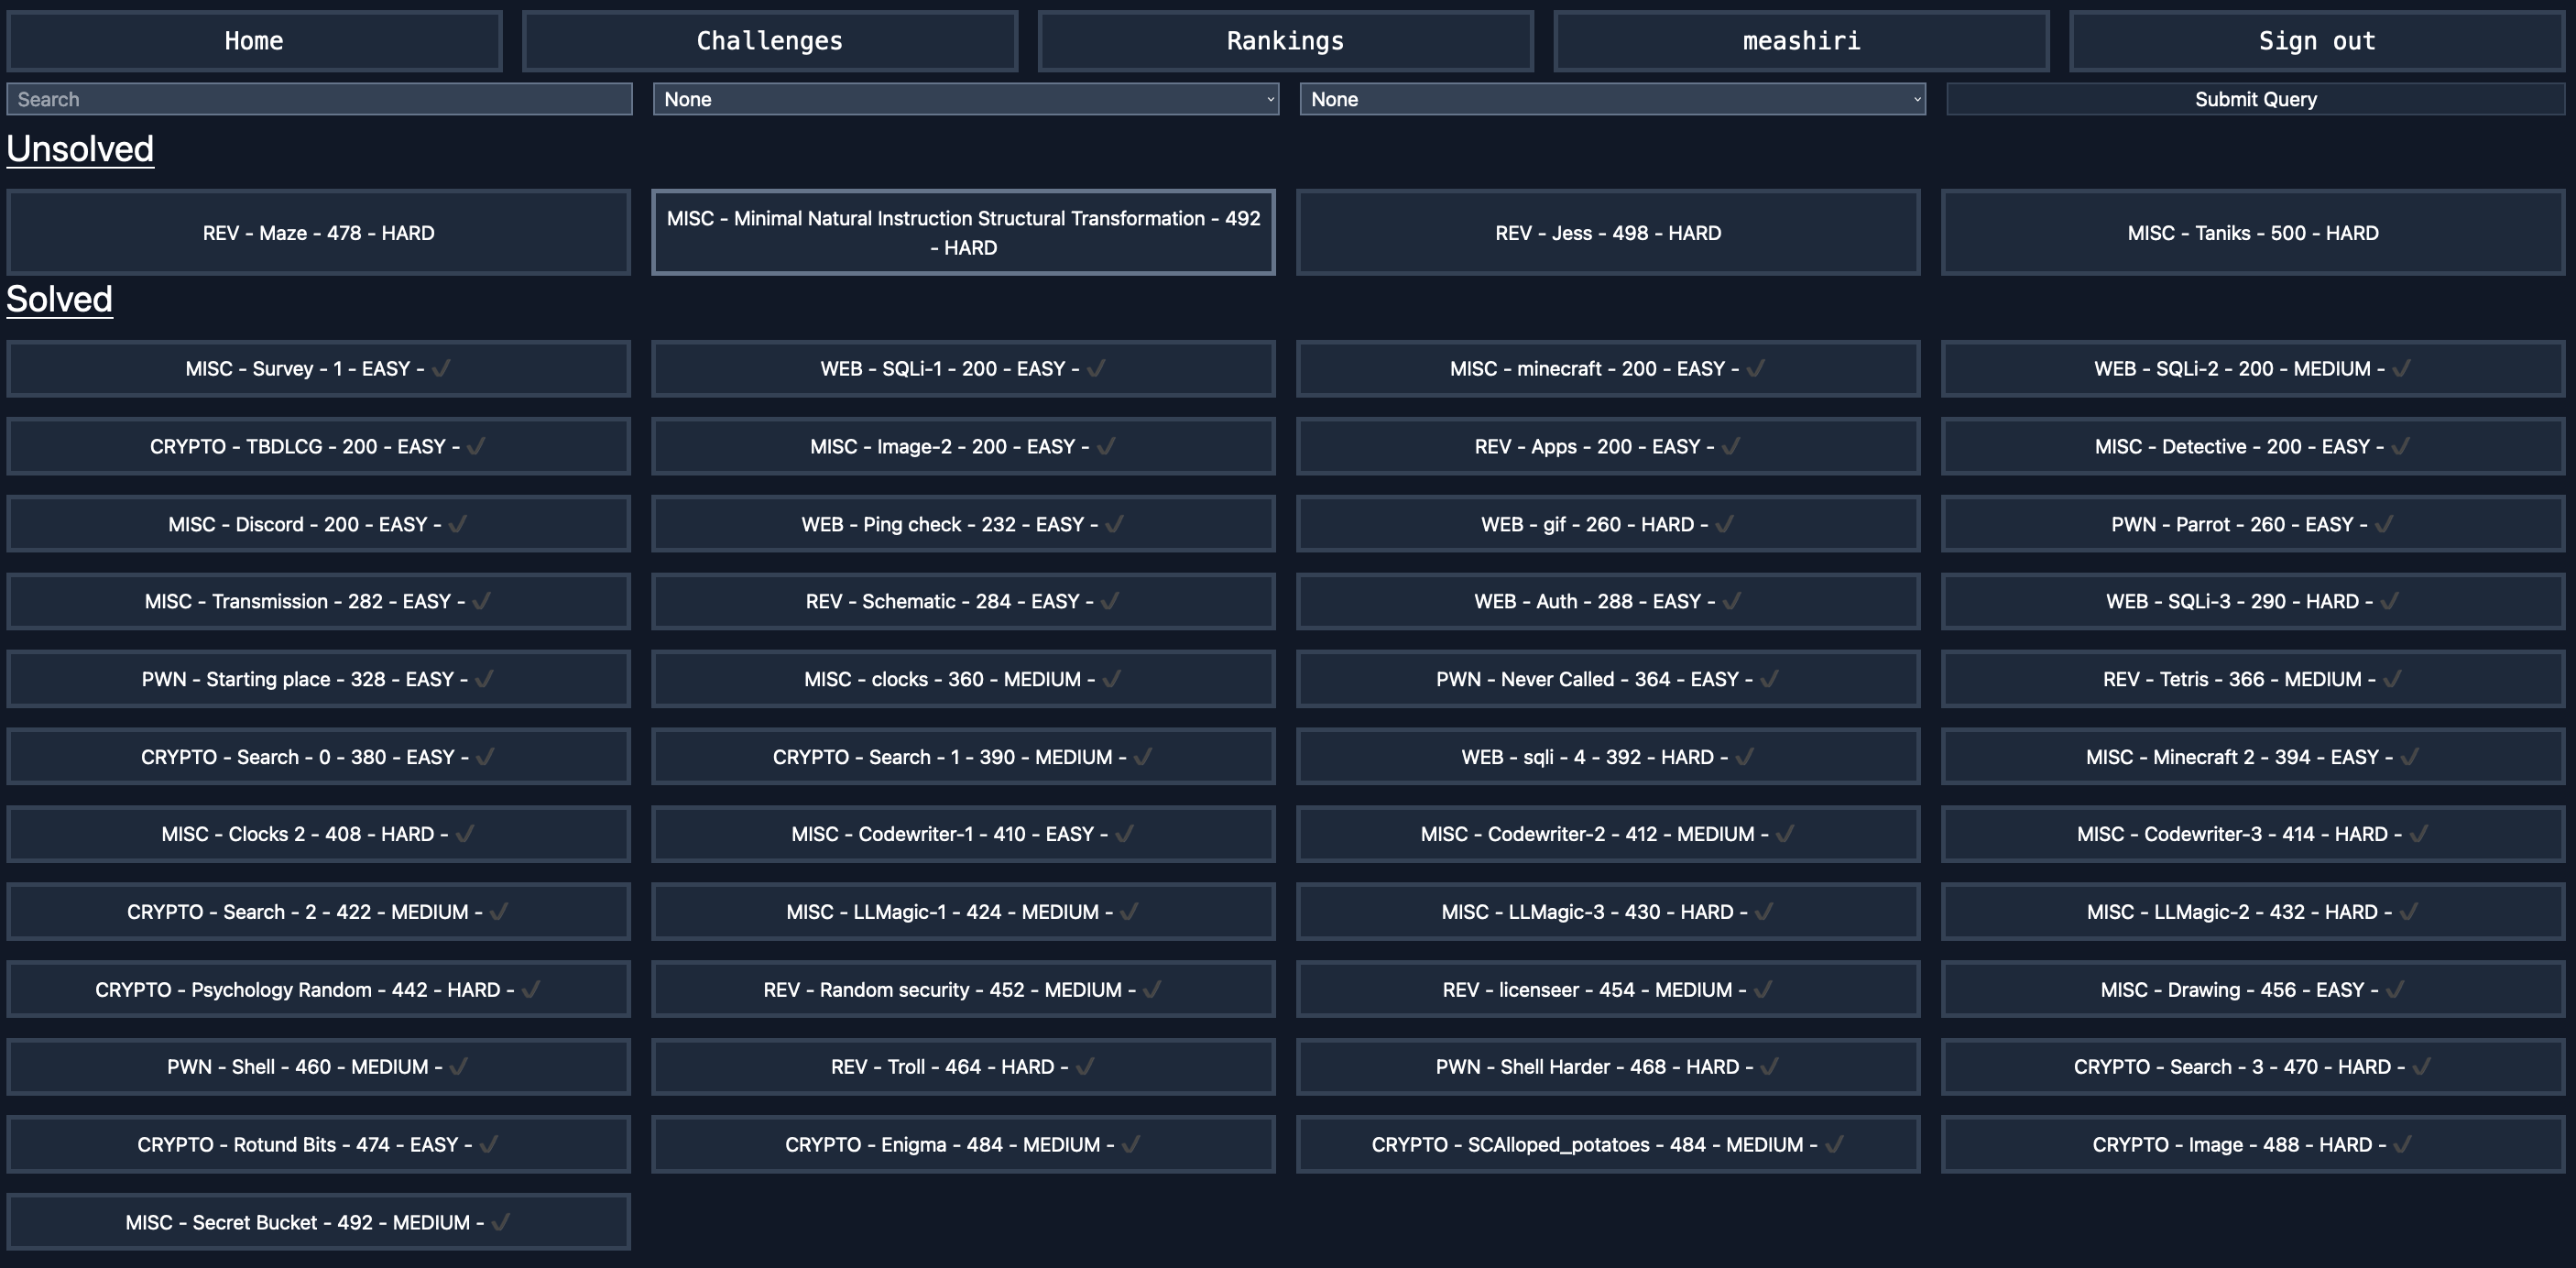 Home
Challenges
Rankings
meashiri
Sign out
Search
None
None
Submit Query
Unsolved
REV - Maze - 478 - HARD
MISC - Minimal Natural Instruction Structural Transformation - 492
- HARD
REV - Jess - 498 - HARD
MISC - Taniks - 500 - HARD
Solved
MISC - Survey - 1 - EASY - ✔
WEB - SQLi-1 - 200 - EASY - ✔
MISC - minecraft - 200 - EASY - ✔
WEB - SQLi-2 - 200 - MEDIUM - ✔
CRYPTO - TBDLCG - 200 - EASY - ✔
MISC - Image-2 - 200 - EASY - ✔
REV - Apps - 200 - EASY - ✔
MISC - Detective - 200 - EASY - ✔
MISC - Discord - 200 - EASY - ✔
WEB - Ping check - 232 - EASY - ✔
WEB - gif - 260 - HARD - ✔
PWN - Parrot - 260 - EASY - ✔
MISC - Transmission - 282 - EASY - ✔
REV - Schematic - 284 - EASY - ✔
WEB - Auth - 288 - EASY - ✔
WEB - SQLi-3 - 290 - HARD - ✔
PWN - Starting place - 328 - EASY - ✔
MISC - clocks - 360 - MEDIUM - ✔
PWN - Never Called - 364 - EASY - ✔
REV - Tetris - 366 - MEDIUM - ✔
CRYPTO - Search - 0 - 380 - EASY - ✔
CRYPTO - Search - 1 - 390 - MEDIUM - ✔
WEB - sqli - 4 - 392 - HARD - ✔
MISC - Minecraft 2 - 394 - EASY - ✔
MISC - Clocks 2 - 408 - HARD - ✔
MISC - Codewriter-1 - 410 - EASY - ✔
MISC - Codewriter-2 - 412 - MEDIUM - ✔
MISC - Codewriter-3 - 414 - HARD - ✔
CRYPTO - Search - 2 - 422 - MEDIUM - ✔
MISC - LLMagic-1 - 424 - MEDIUM - ✔
MISC - LLMagic-3 - 430 - HARD - ✔
MISC - LLMagic-2 - 432 - HARD - ✔
CRYPTO - Psychology Random - 442 - HARD - ✔
REV - Random security - 452 - MEDIUM - ✔
REV - licenseer - 454 - MEDIUM - ✔
MISC - Drawing - 456 - EASY - ✔
PWN - Shell - 460 - MEDIUM - ✔
REV - Troll - 464 - HARD - ✔
PWN - Shell Harder - 468 - HARD - ✔
CRYPTO - Search - 3 - 470 - HARD - ✔
CRYPTO - Rotund Bits - 474 - EASY - ✔
CRYPTO - Enigma - 484 - MEDIUM - ✔
CRYPTO - SCAlloped_potatoes - 484 - MEDIUM - ✔
CRYPTO - Image - 488 - HARD - ✔
MISC - Secret Bucket - 492 - MEDIUM - ✔